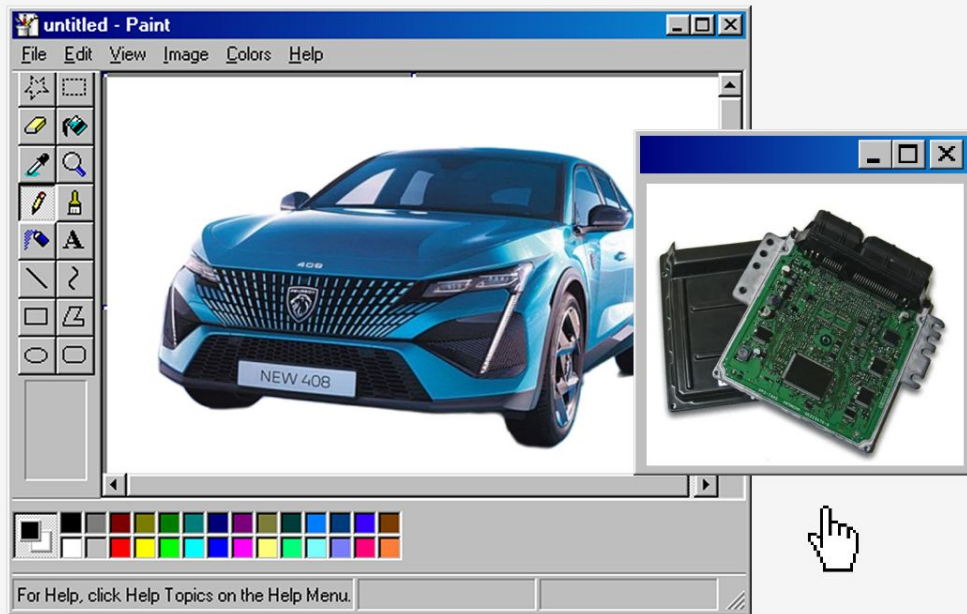 untitled - Paint
File Edit View Image Colors Help
408
NEW 408
For Help, click Help Topics on the Help Menu.